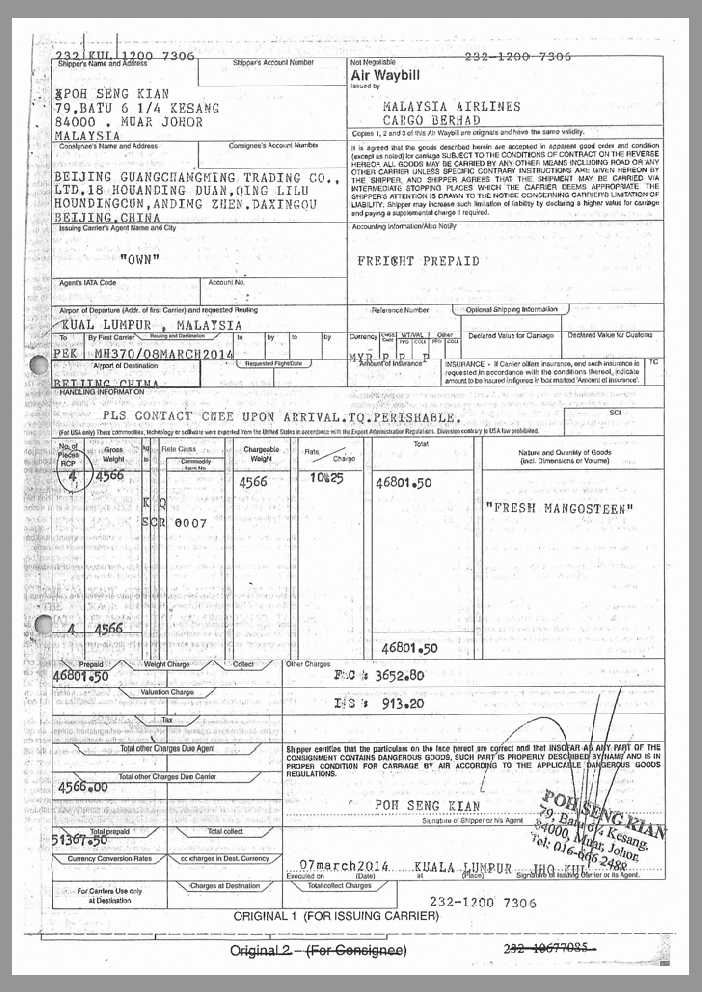 232 KUL 1200 7306
232-1200-7306
Shipper's Name and Address
Shipper's Account Number
POH SENG KIAN
79.BATU 6 1/4 KESANG
84000 . MUAR JOHOR
MALAYSIA
Not Negotiable
Air Waybill
Issued by
MALAYSIA AIRLINES
CARGO BERHAD
Copies 1, 2 and 3 of this Air Waybill are originals and have the same validity.
Consignee's Name and Address
Consignee's Account Number
BEIJING GUANGCHANGMING TRADING CO.,
LTD,18 HOUANDING DUAN,QING LILU
HOUNDINGCUN,ANDING ZHEN.DAXINGQU
BEIJING.CHINA
It is agreed that the goods described herein are accepted in apparent good order and condition
(except as noted) for carriage SUBJECT TO THE CONDITIONS OF CONTRACT ON THE REVERSE
HEREOF. ALL GOODS MAY BE CARRIED BY ANY OTHER MEANS INCLUDING ROAD OR ANY
OTHER CARRIER UNLESS SPECIFIC CONTRARY INSTRUCTIONS ARE GIVEN HEREON BY
THE SHIPPER, AND SHIPPER AGREES THAT THE SHIPMENT MAY BE CARRIED VIA
INTERMEDIATE STOPPING PLACES WHICH THE CARRIER DEEMS APPROPRIATE. THE
SHIPPER'S ATTENTION IS DRAWN TO THE NOTICE CONCERNING CARRIER'S LIMITATION OF
LIABILITY. Shipper may increase such limitation of liability by declaring a higher value for carriage
and paying a supplemental charge if required.
Issuing Carrier's Agent Name and City
"OWN"
Accounting Information/Also Notify
FREIGHT PREPAID
Agent's IATA Code
Account No.
Airport of Departure (Addr. of first Carrier) and requested Routing
KUAL LUMPUR , MALAYSIA
Reference Number
Optional Shipping Information
To
By First Carrier
Routing and Destination
to
by
to
by
PEK MH370/08MARCH2014
Currency
CHGS Code
WT/VAL
Other
PPD COLL PPD COLL
MYR P P P
Declared Value for Carriage
Declared Value for Customs
Airport of Destination
Requested Flight/Date
BEIJING CHINA
Amount of Insurance
INSURANCE - If Carrier offers insurance, and such insurance is
requested in accordance with the conditions thereof, indicate
amount to be insured in figures in box marked 'Amount of Insurance'.
TC
HANDLING INFORMATION
PLS CONTACT CNEE UPON ARRIVAL.TQ.PERISHABLE.
SCI
(For USA only) These commodities, technology or software were exported from the United States in accordance with the Export Administration Regulations. Diversion contrary to USA law prohibited.
No. of Pieces RCP
Gross Weight
kg lb
Rate Class
Commodity Item No.
Chargeable Weight
Rate / Charge
Total
Nature and Quantity of Goods
(incl. Dimensions or Volume)
4 4566
4566
10.25
46801.50
K Q
SCR 0007
"FRESH MANGOSTEEN"
4 4566
46801.50
Prepaid
Weight Charge
Collect
Other Charges
46801.50
FSC : 3652.80
Valuation Charge
913.20
Tax
Total other Charges Due Agent
Shipper certifies that the particulars on the face hereof are correct and that INSOFAR AS ANY PART OF THE
CONSIGNMENT CONTAINS DANGEROUS GOODS, SUCH PART IS PROPERLY DESCRIBED BY NAME AND IS IN
PROPER CONDITION FOR CARRIAGE BY AIR ACCORDING TO THE APPLICABLE DANGEROUS GOODS
REGULATIONS.
Total other Charges Due Carrier
4566.00
POH SENG KIAN
Signature of Shipper or his Agent
POH SENG KIAN
79, Batu 6¼ Kesang,
84000, Muar, Johor.
Tel: 016-666 2488
Total prepaid
Total collect
51367.50
Currency Conversion Rates
cc charges in Dest. Currency
07march2014 KUALA LUMPUR JHO KUL
Executed on (Date) at (Place) Signature of Issuing Carrier or its Agent.
For Carriers Use only
at Destination
Charges at Destination
Total collect Charges
232-1200 7306
ORIGINAL 1 (FOR ISSUING CARRIER)
Original 2 - (For Consignee)
232-10677085